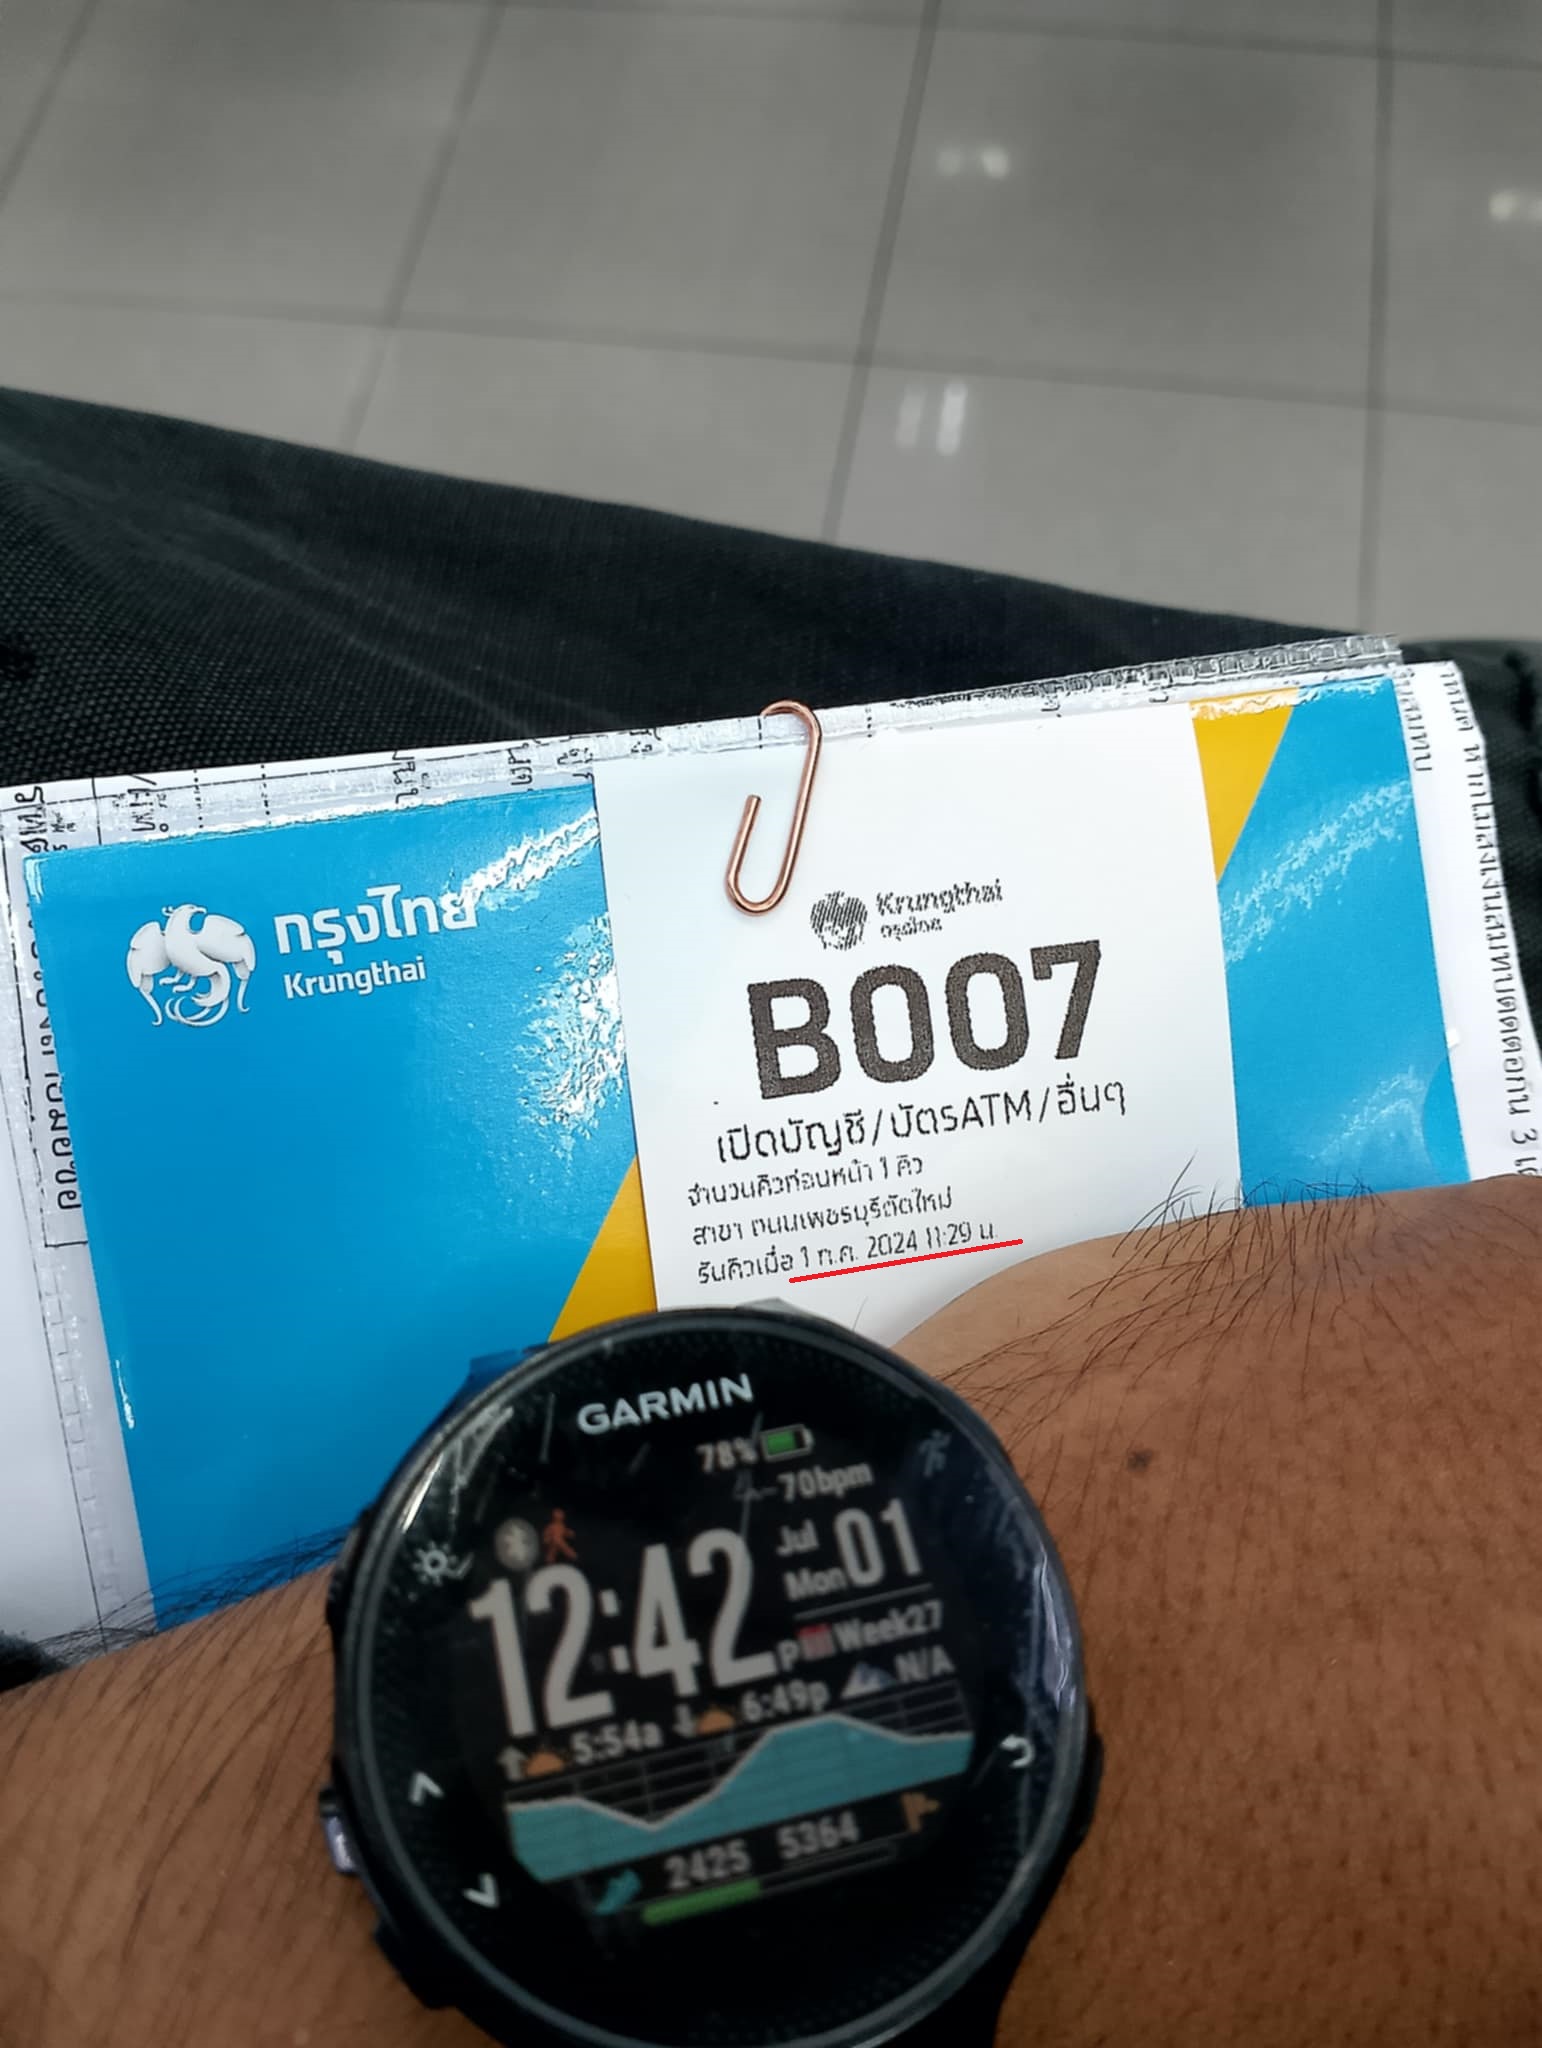 กรุงไทย
Krungthai
Krungthai
กรุงไทย
B007
เปิดบัญชี/บัตรATM/อื่นๆ
จำนวนคิวก่อนหน้า 1 คิว
สาขา ถนนเพชรบุรีตัดใหม่
รับคิวเมื่อ 1 ก.ค. 2024 11:29 น.
GARMIN
78%
70bpm
12:42 P
Jul
Mon 01
Week27
5:54a 6:49p N/A
2425 5364